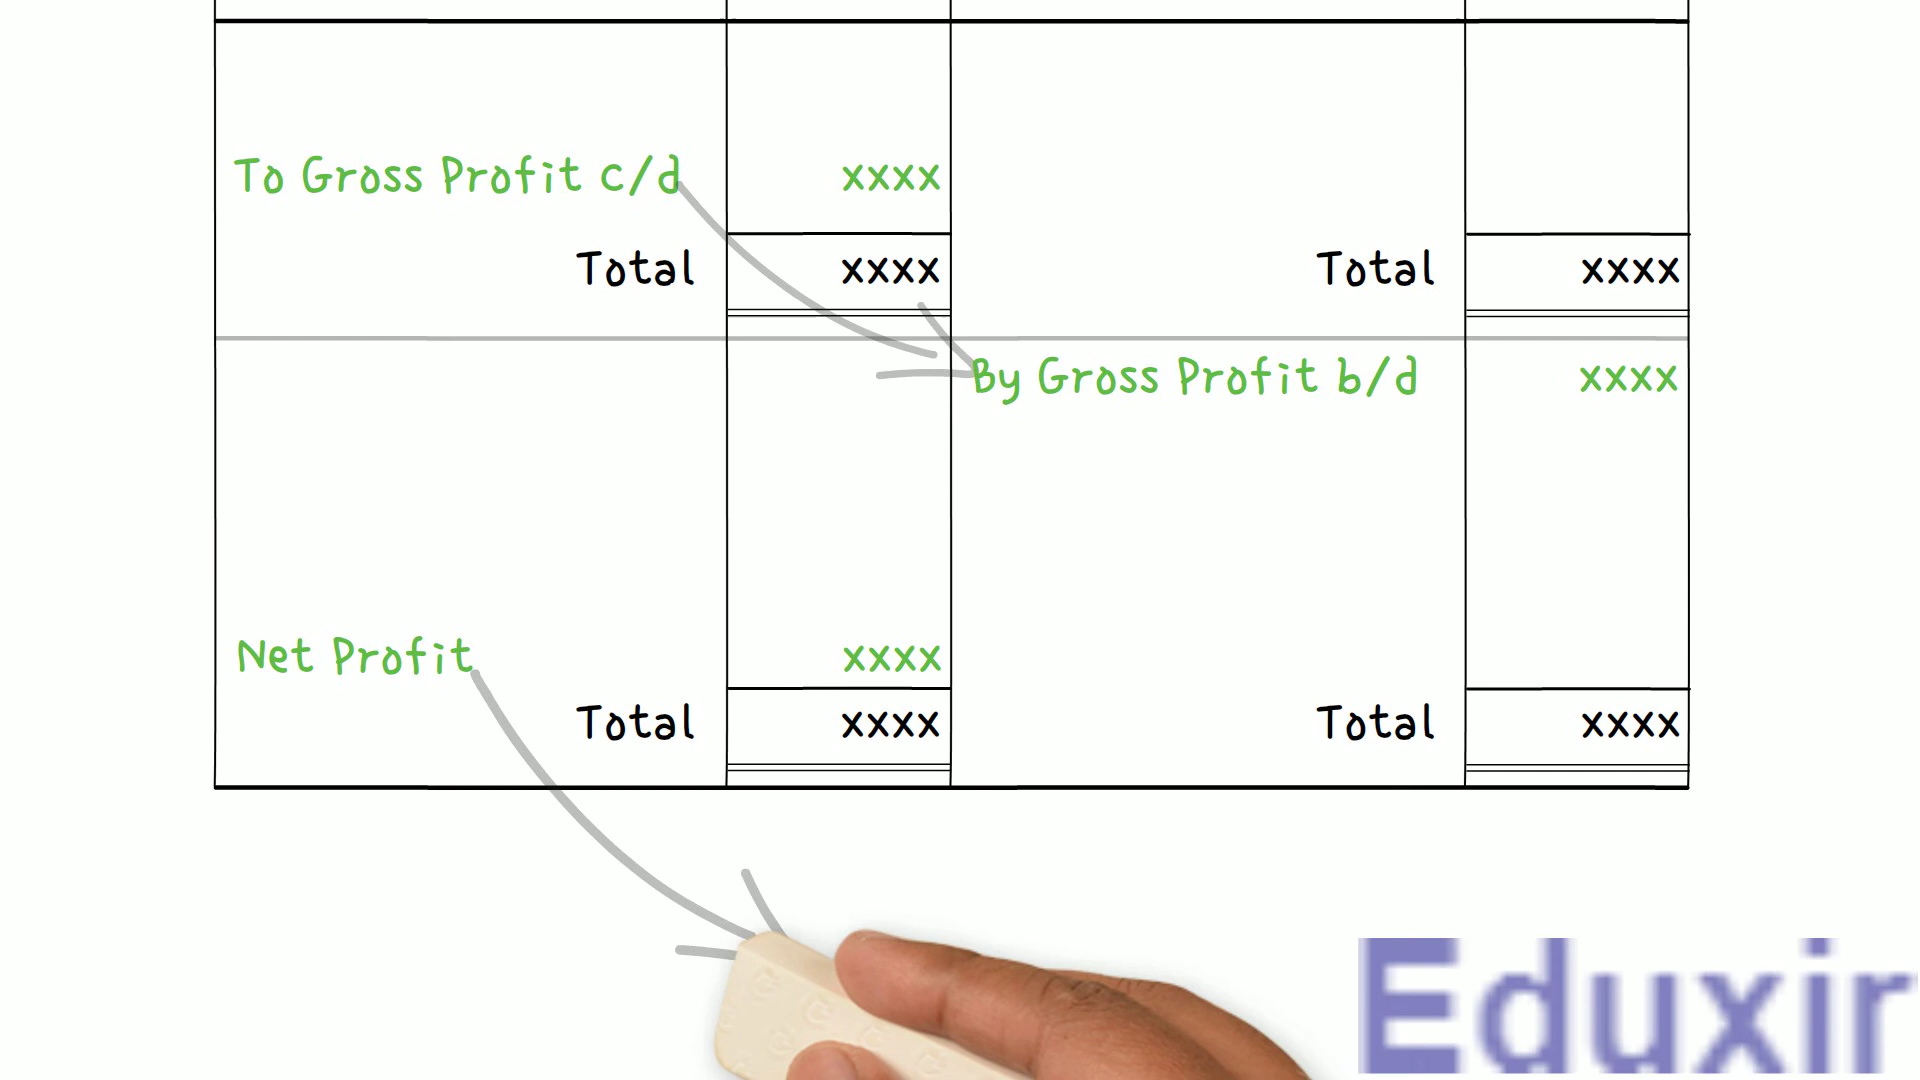 To Gross Profit c/d xxxx
Total xxxx Total xxxx
By Gross Profit b/d xxxx
Net Profit xxxx
Total xxxx Total xxxx
Eduxir